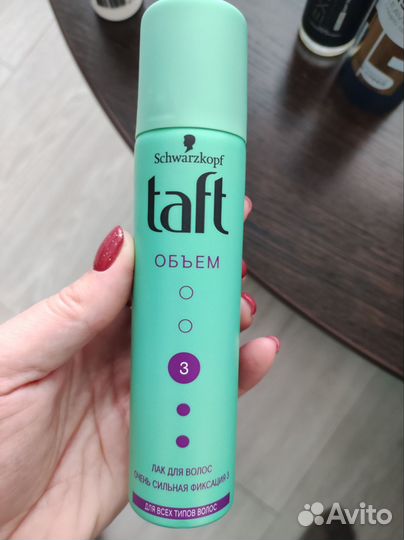 Schwarzkopf
taft
ОБЪЕМ
3
ЛАК ДЛЯ ВОЛОС
ОЧЕНЬ СИЛЬНАЯ ФИКСАЦИЯ 3
ДЛЯ ВСЕХ ТИПОВ ВОЛОС
Avito